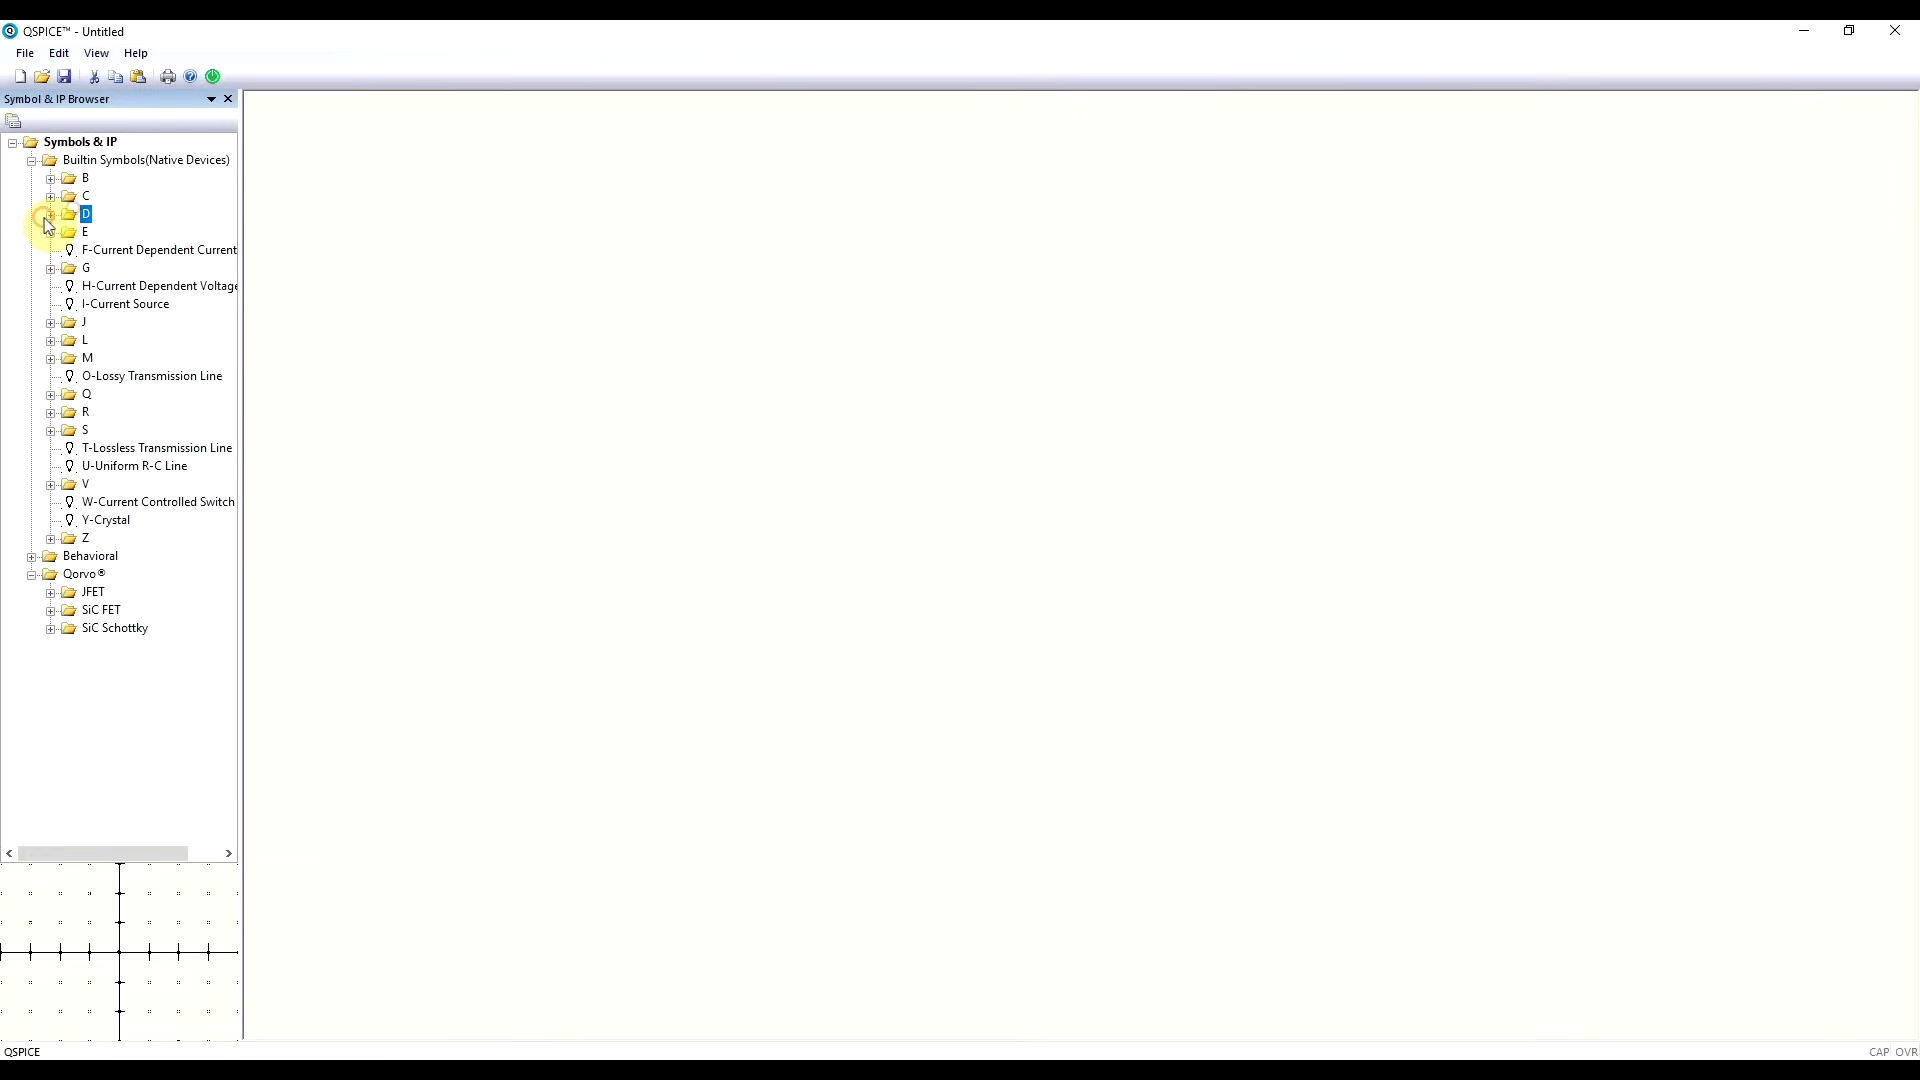 QSPICE™ - Untitled
File Edit View Help
Symbol & IP Browser
Symbols & IP
Builtin Symbols(Native Devices)
B
C
D
E
F-Current Dependent Current
G
H-Current Dependent Voltage
I-Current Source
J
L
M
O-Lossy Transmission Line
Q
R
S
T-Lossless Transmission Line
U-Uniform R-C Line
V
W-Current Controlled Switch
Y-Crystal
Z
Behavioral
Qorvo®
JFET
SiC FET
SiC Schottky
QSPICE
CAP OVR